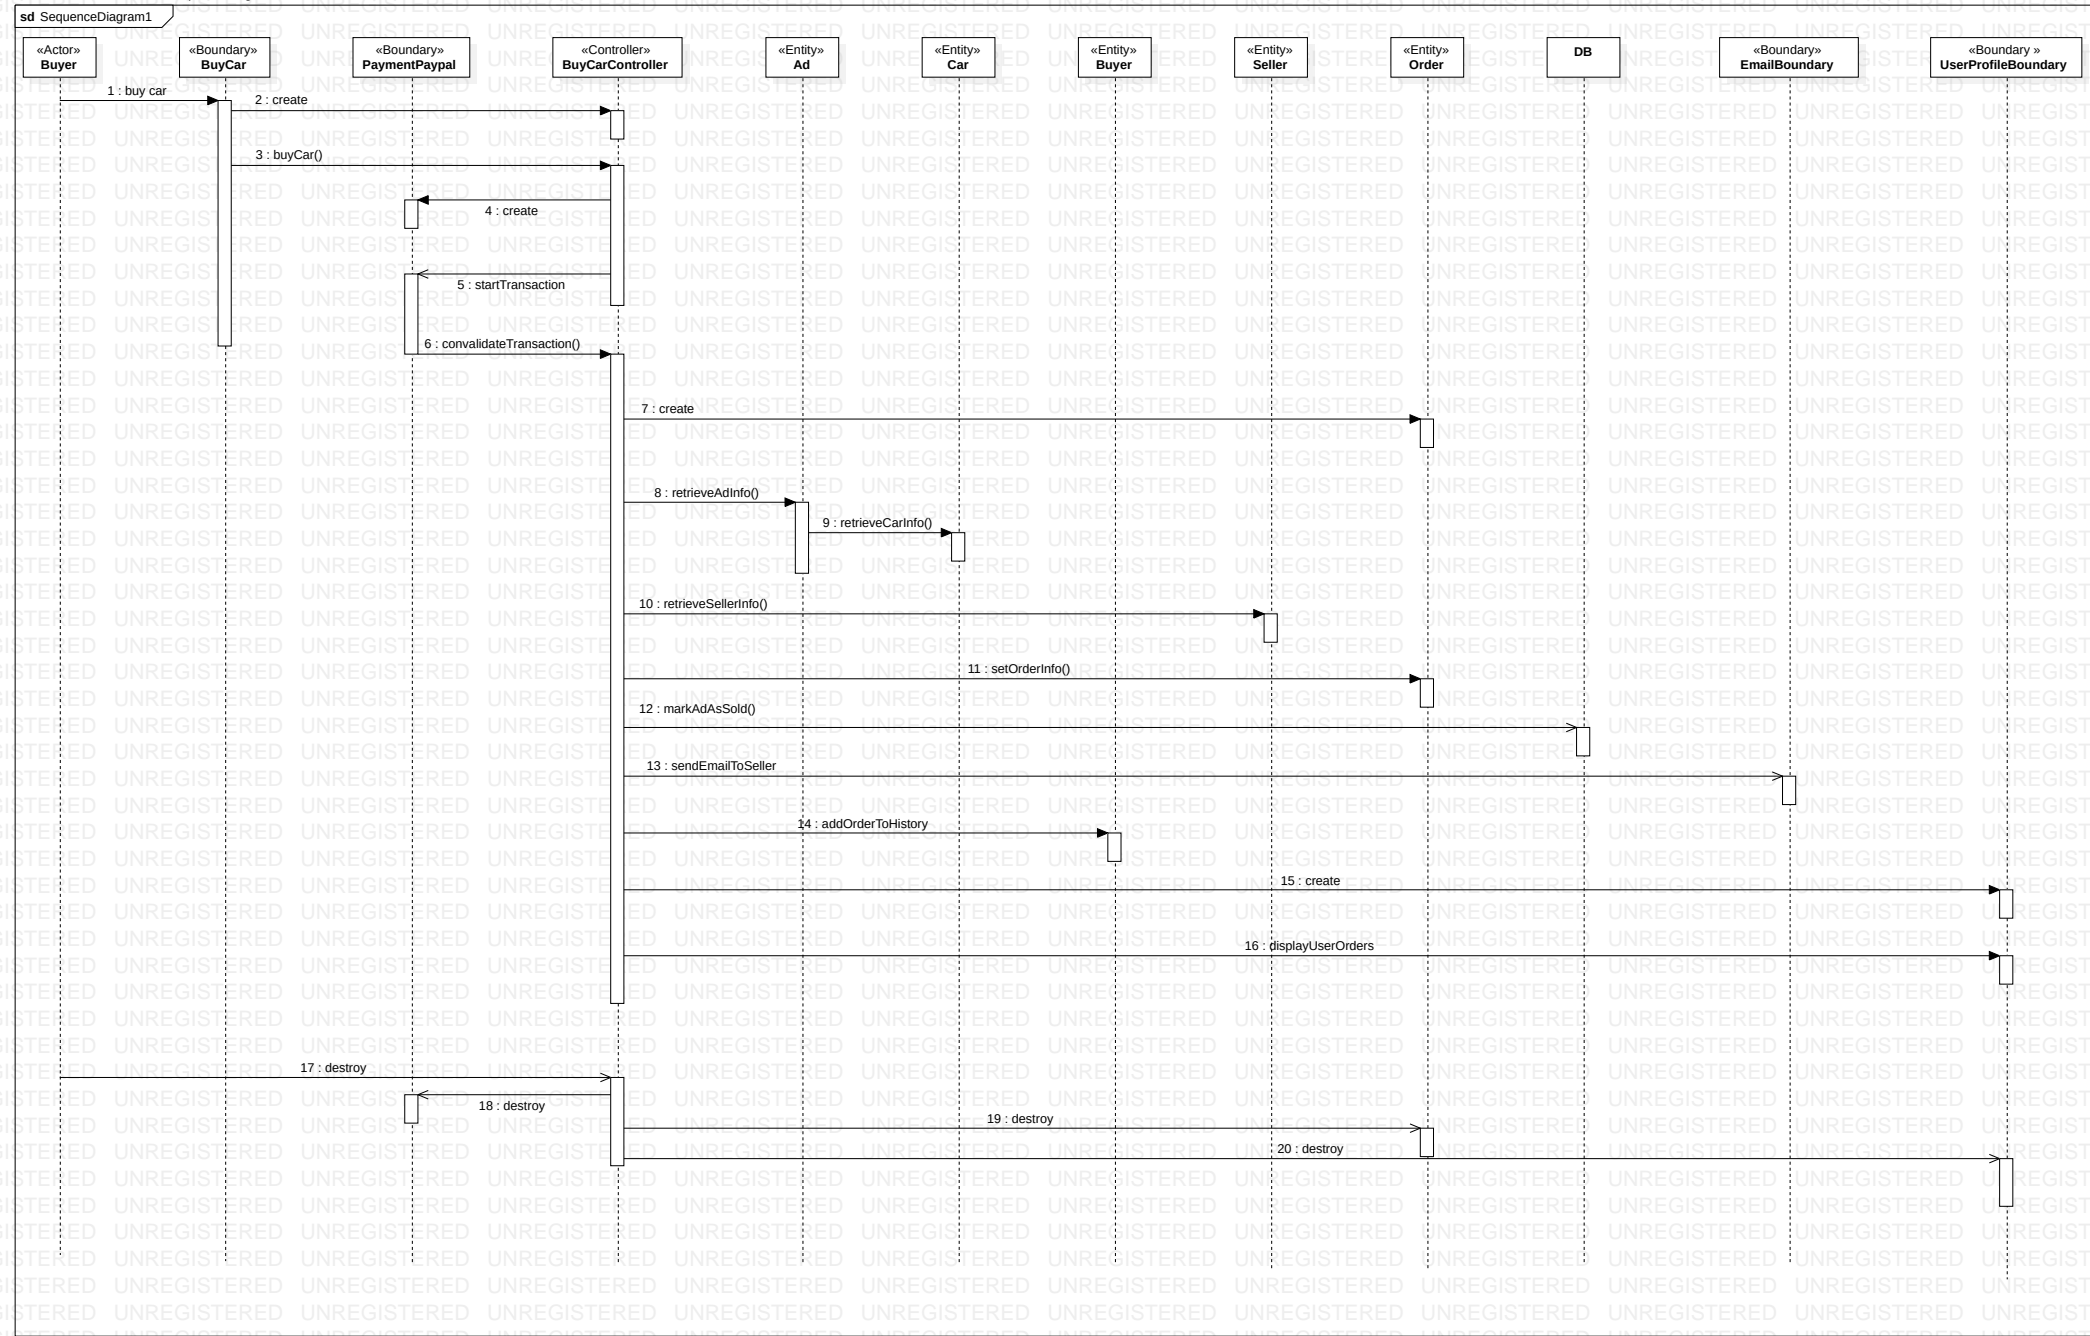 sd SequenceDiagram1
«Actor»
Buyer
«Boundary»
BuyCar
«Boundary»
PaymentPaypal
«Controller»
BuyCarController
«Entity»
Ad
«Entity»
Car
«Entity»
Buyer
«Entity»
Seller
«Entity»
Order
DB
«Boundary»
EmailBoundary
«Boundary »
UserProfileBoundary
1 : buy car
2 : create
3 : buyCar()
4 : create
5 : startTransaction
6 : convalidateTransaction()
7 : create
8 : retrieveAdInfo()
9 : retrieveCarInfo()
10 : retrieveSellerInfo()
11 : setOrderInfo()
12 : markAdAsSold()
13 : sendEmailToSeller
14 : addOrderToHistory
15 : create
16 : displayUserOrders
17 : destroy
18 : destroy
19 : destroy
20 : destroy
UNREGISTERED